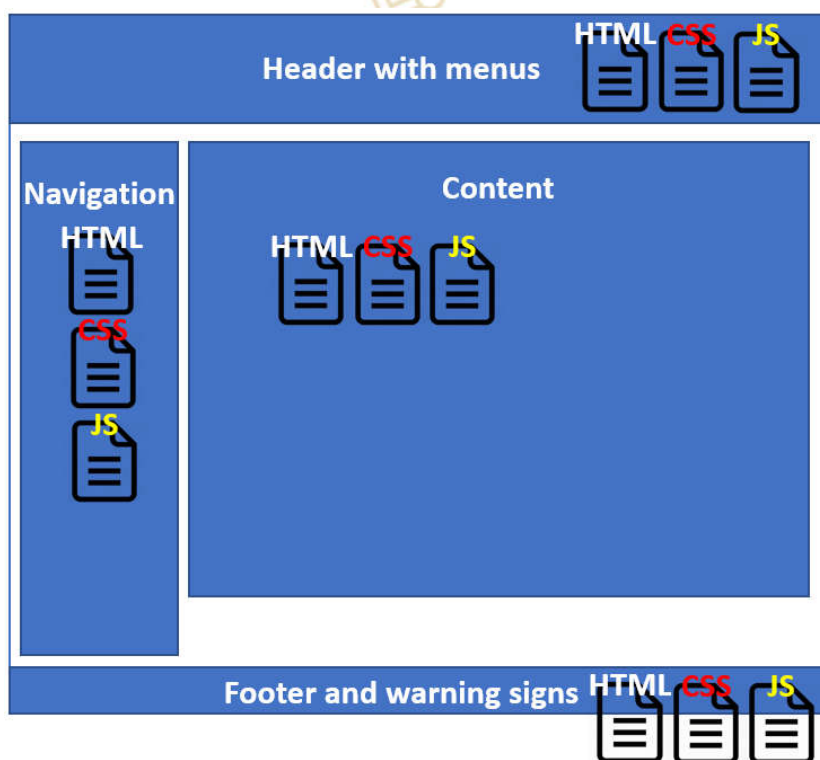 HTML CSS JS
Header with menus
Navigation
HTML
CSS
JS
Content
HTML CSS JS
Footer and warning signs HTML CSS JS